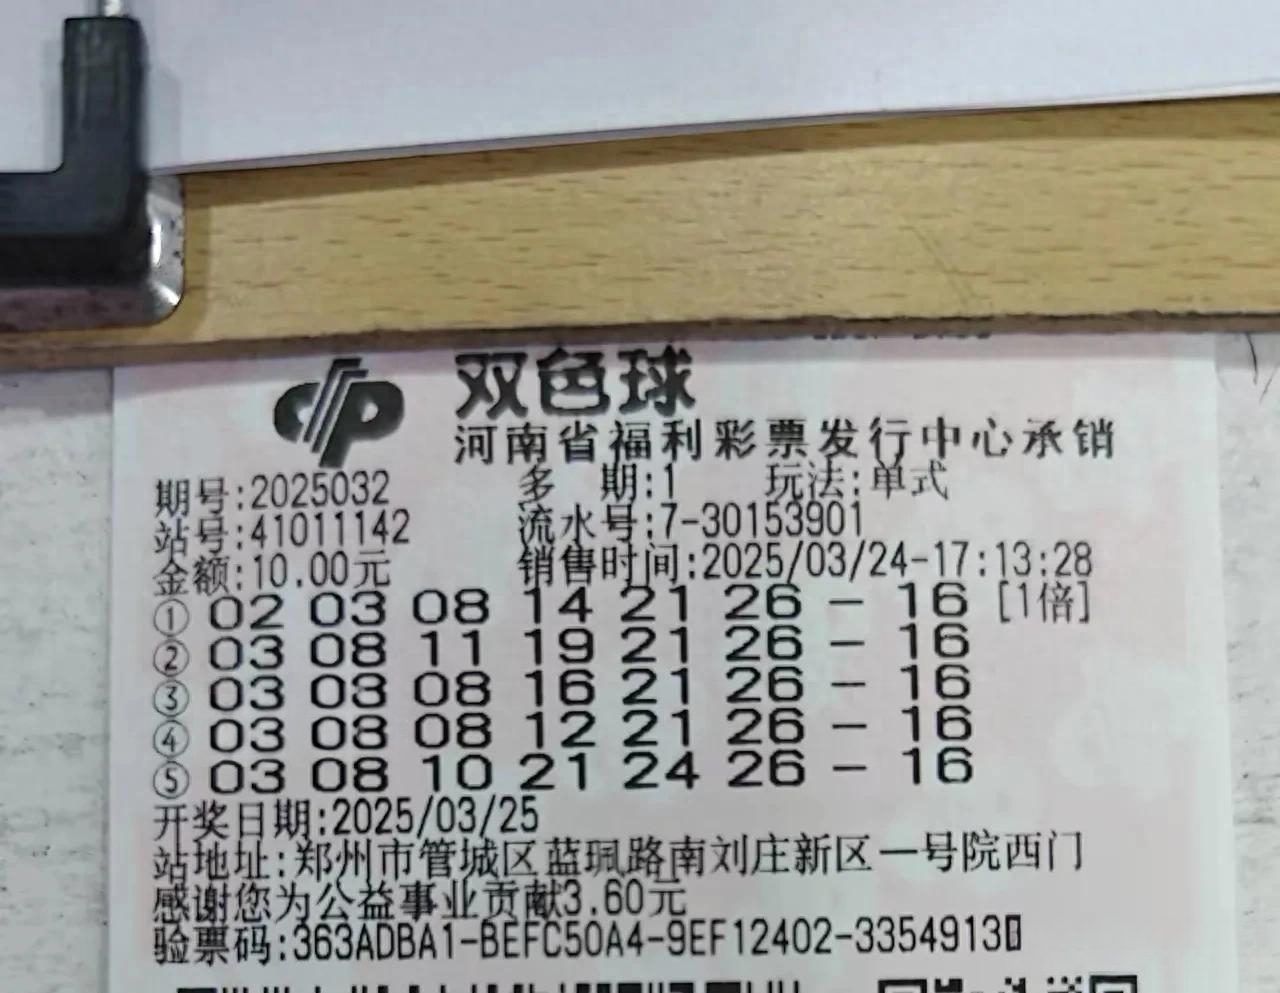 双色球
河南省福利彩票发行中心承销
期号:2025032 多 期:1 玩法:单式
站号:41011142 流水号:7-30153901
金额:10.00元 销售时间:2025/03/24-17:13:28
① 02 03 08 14 21 26 - 16 [1倍]
② 03 08 11 19 21 26 - 16
③ 03 03 08 16 21 26 - 16
④ 03 08 08 12 21 26 - 16
⑤ 03 08 10 21 24 26 - 16
开奖日期:2025/03/25
站地址:郑州市管城区蓝珮路南刘庄新区一号院西门
感谢您为公益事业贡献3.60元
验票码:363ADBA1-BEFC50A4-9EF12402-3354913